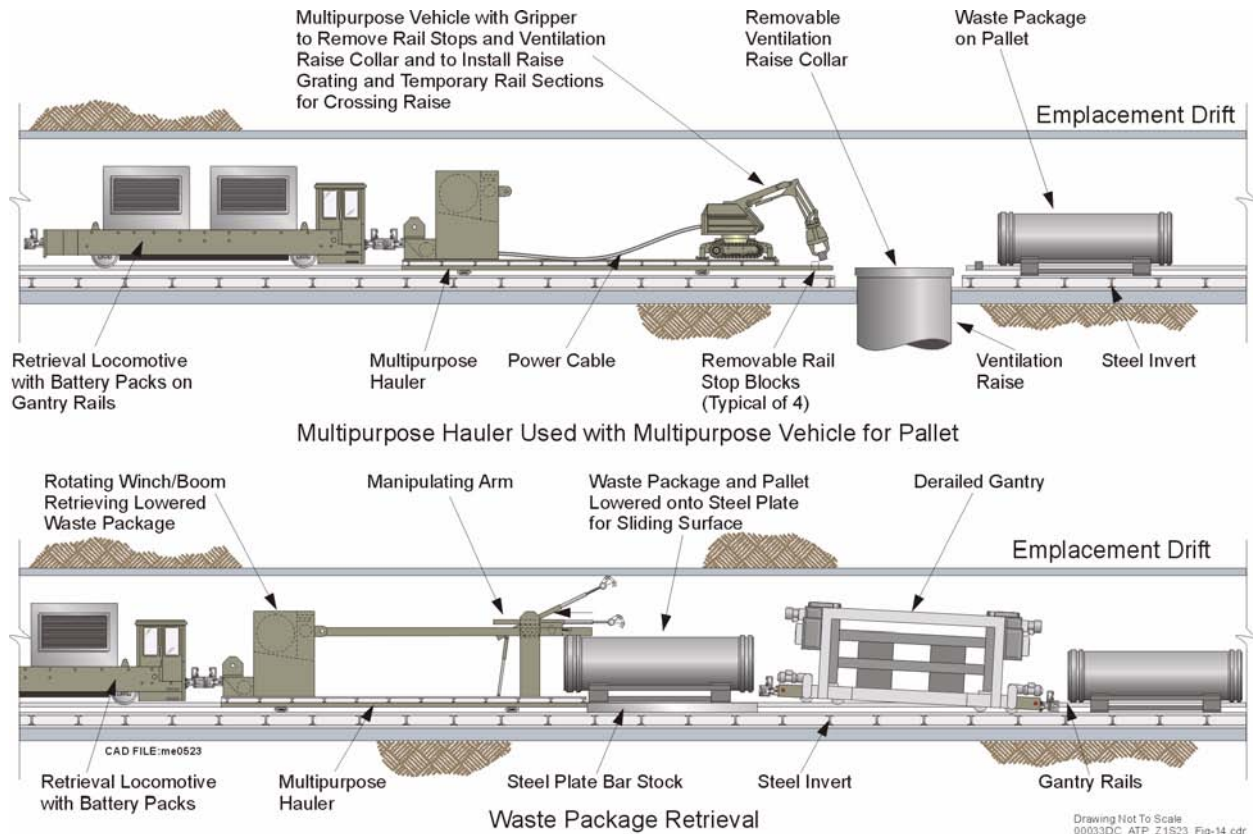 Multipurpose Vehicle with Gripper
to Remove Rail Stops and Ventilation
Raise Collar and to Install Raise
Grating and Temporary Rail Sections
for Crossing Raise
Removable
Ventilation
Raise Collar
Waste Package
on Pallet
Emplacement Drift
Retrieval Locomotive
with Battery Packs on
Gantry Rails
Multipurpose
Hauler
Power Cable
Removable Rail
Stop Blocks
(Typical of 4)
Ventilation
Raise
Steel Invert
Multipurpose Hauler Used with Multipurpose Vehicle for Pallet
Rotating Winch/Boom
Retrieving Lowered
Waste Package
Manipulating Arm
Waste Package and Pallet
Lowered onto Steel Plate
for Sliding Surface
Derailed Gantry
Emplacement Drift
CAD FILE:me0523
Retrieval Locomotive
with Battery Packs
Multipurpose
Hauler
Steel Plate Bar Stock
Steel Invert
Gantry Rails
Waste Package Retrieval
Drawing Not To Scale
00033DC_ATP_Z1S23_Fig-14.cdr